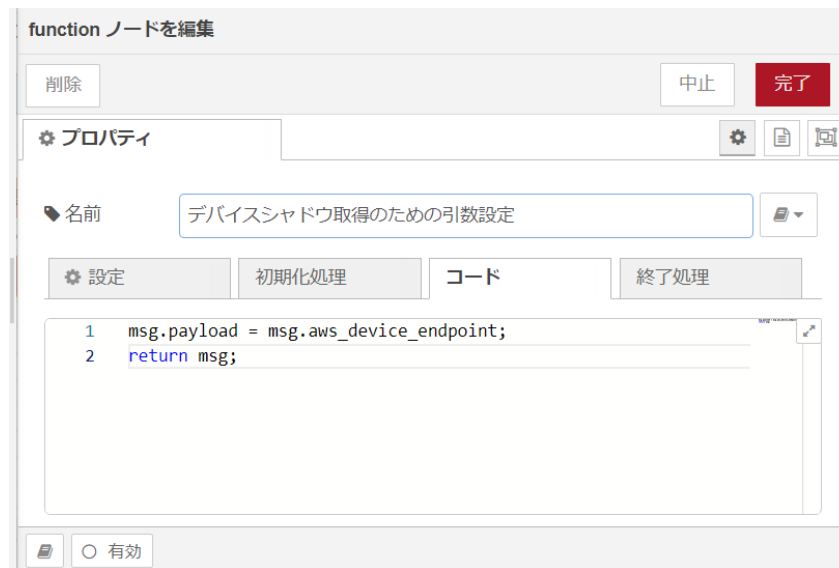 function ノードを編集
削除
中止
完了
プロパティ
名前
デバイスシャドウ取得のための引数設定
設定
初期化処理
コード
終了処理
1 msg.payload = msg.aws_device_endpoint;
2 return msg;
有効